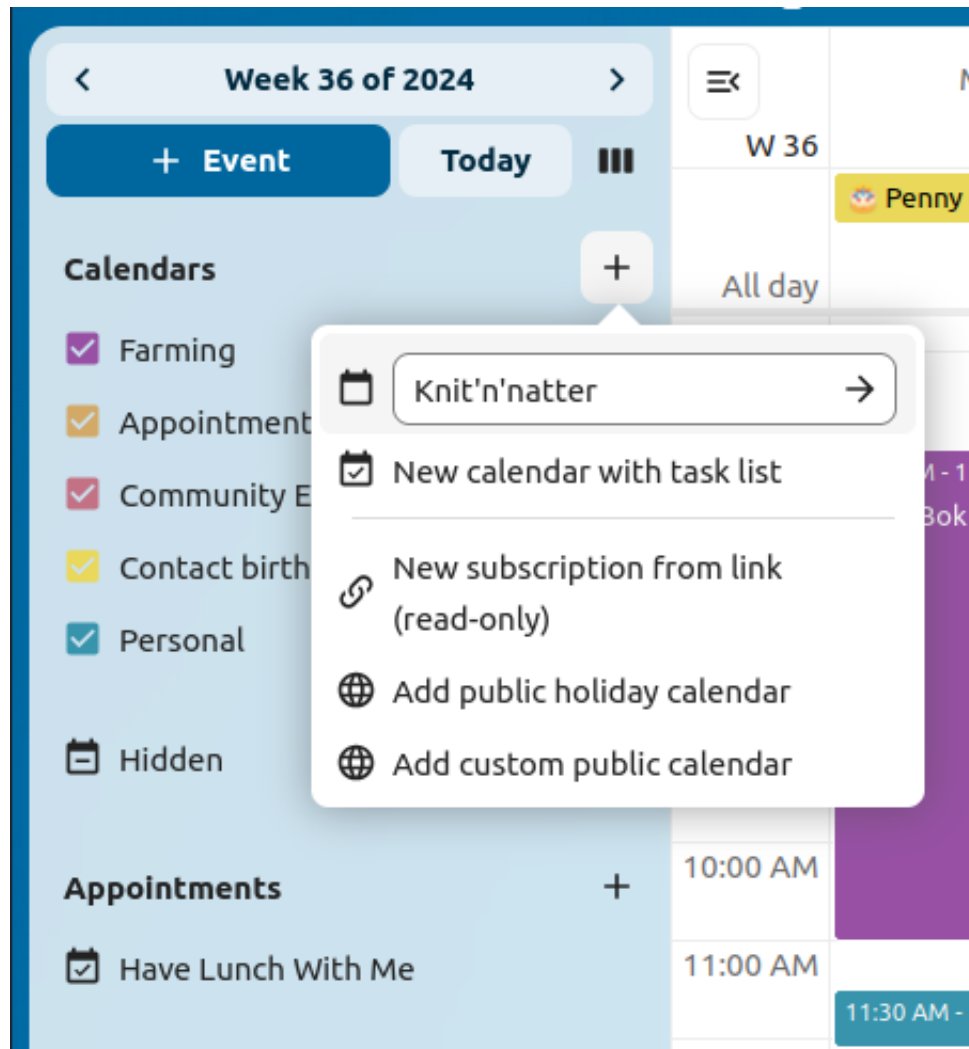 Week 36 of 2024
+ Event
Today
W 36
Penny
Calendars
All day
Farming
Knit'n'natter
Appointment
New calendar with task list
Community E
Contact birth
New subscription from link
(read-only)
Personal
Add public holiday calendar
Hidden
Add custom public calendar
10:00 AM
Appointments
Have Lunch With Me
11:00 AM
11:30 AM -